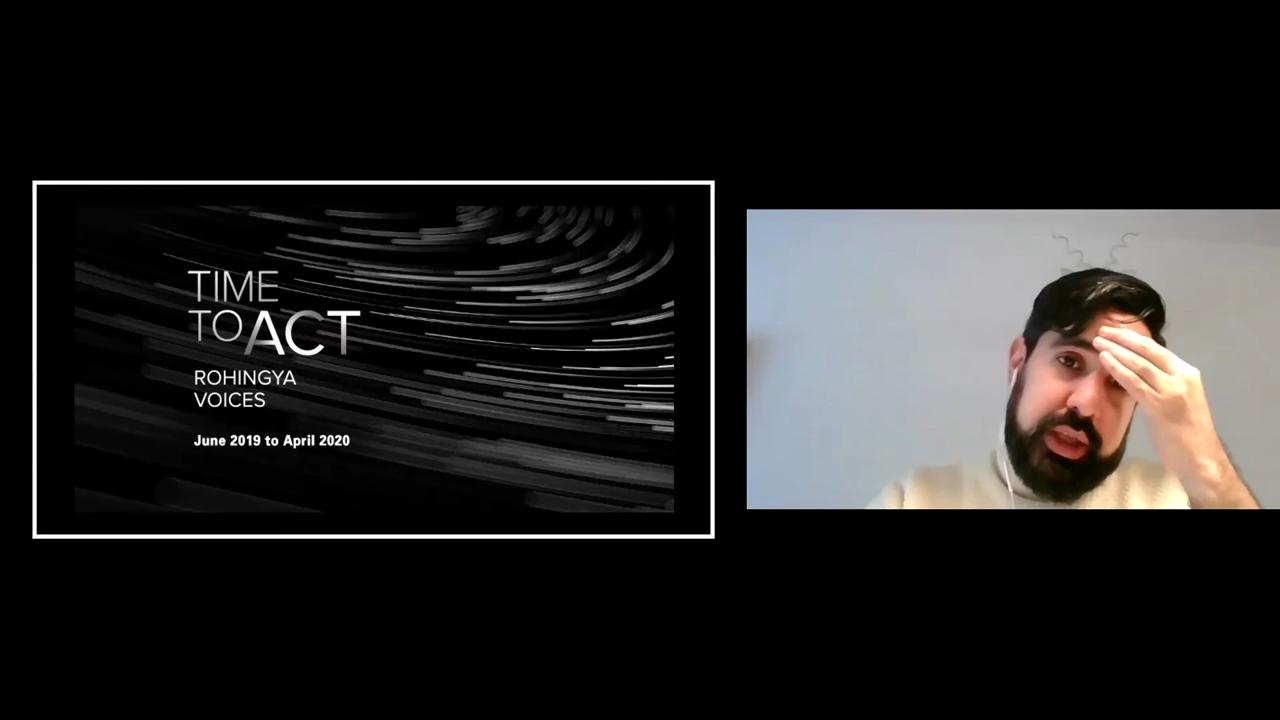 TIME
TO ACT
ROHINGYA
VOICES
June 2019 to April 2020